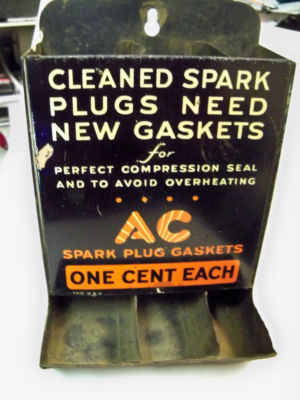 CLEANED SPARK
PLUGS NEED
NEW GASKETS
for
PERFECT COMPRESSION SEAL
AND TO AVOID OVERHEATING
AC
SPARK PLUG GASKETS
ONE CENT EACH